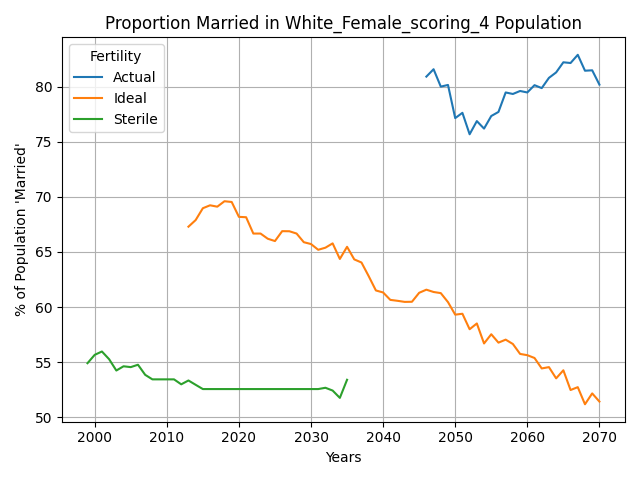 Proportion Married in White_Female_scoring_4 Population
Fertility
Actual
Ideal
Sterile
% of Population 'Married'
80
75
70
65
60
55
50
2000
2010
2020
2030
2040
2050
2060
2070
Years